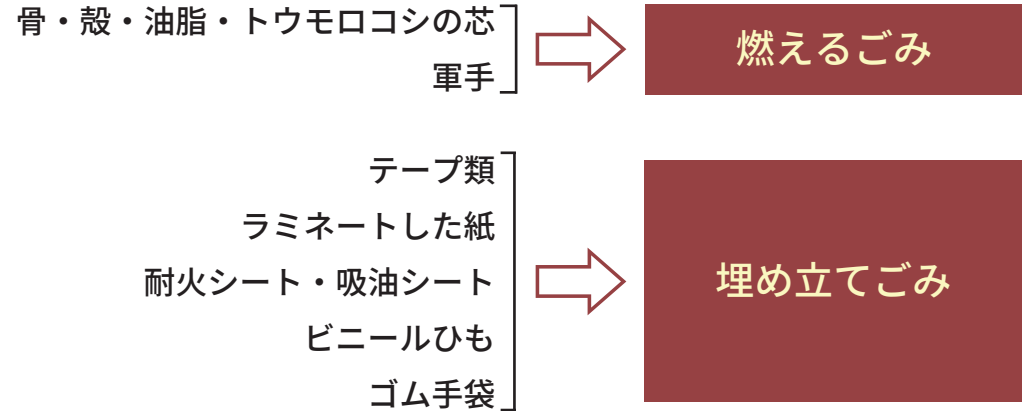 骨・殻・油脂・トウモロコシの芯
軍手
燃えるごみ
テープ類
ラミネートした紙
耐火シート・吸油シート
ビニールひも
ゴム手袋
埋め立てごみ